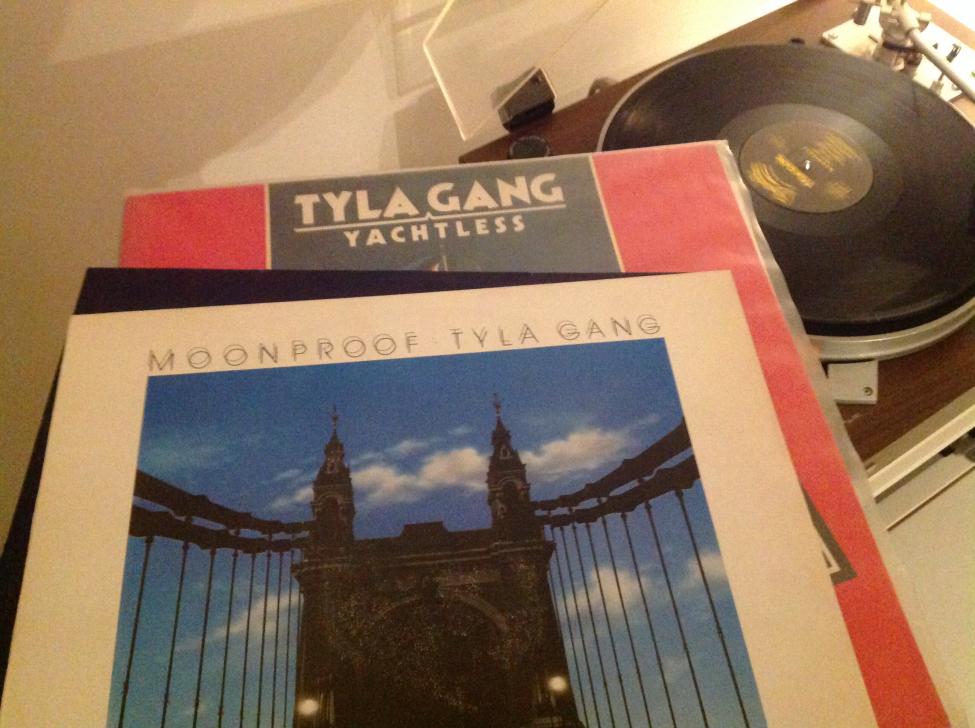 TYLA GANG
YACHTLESS
MOONPROOF · TYLA GANG